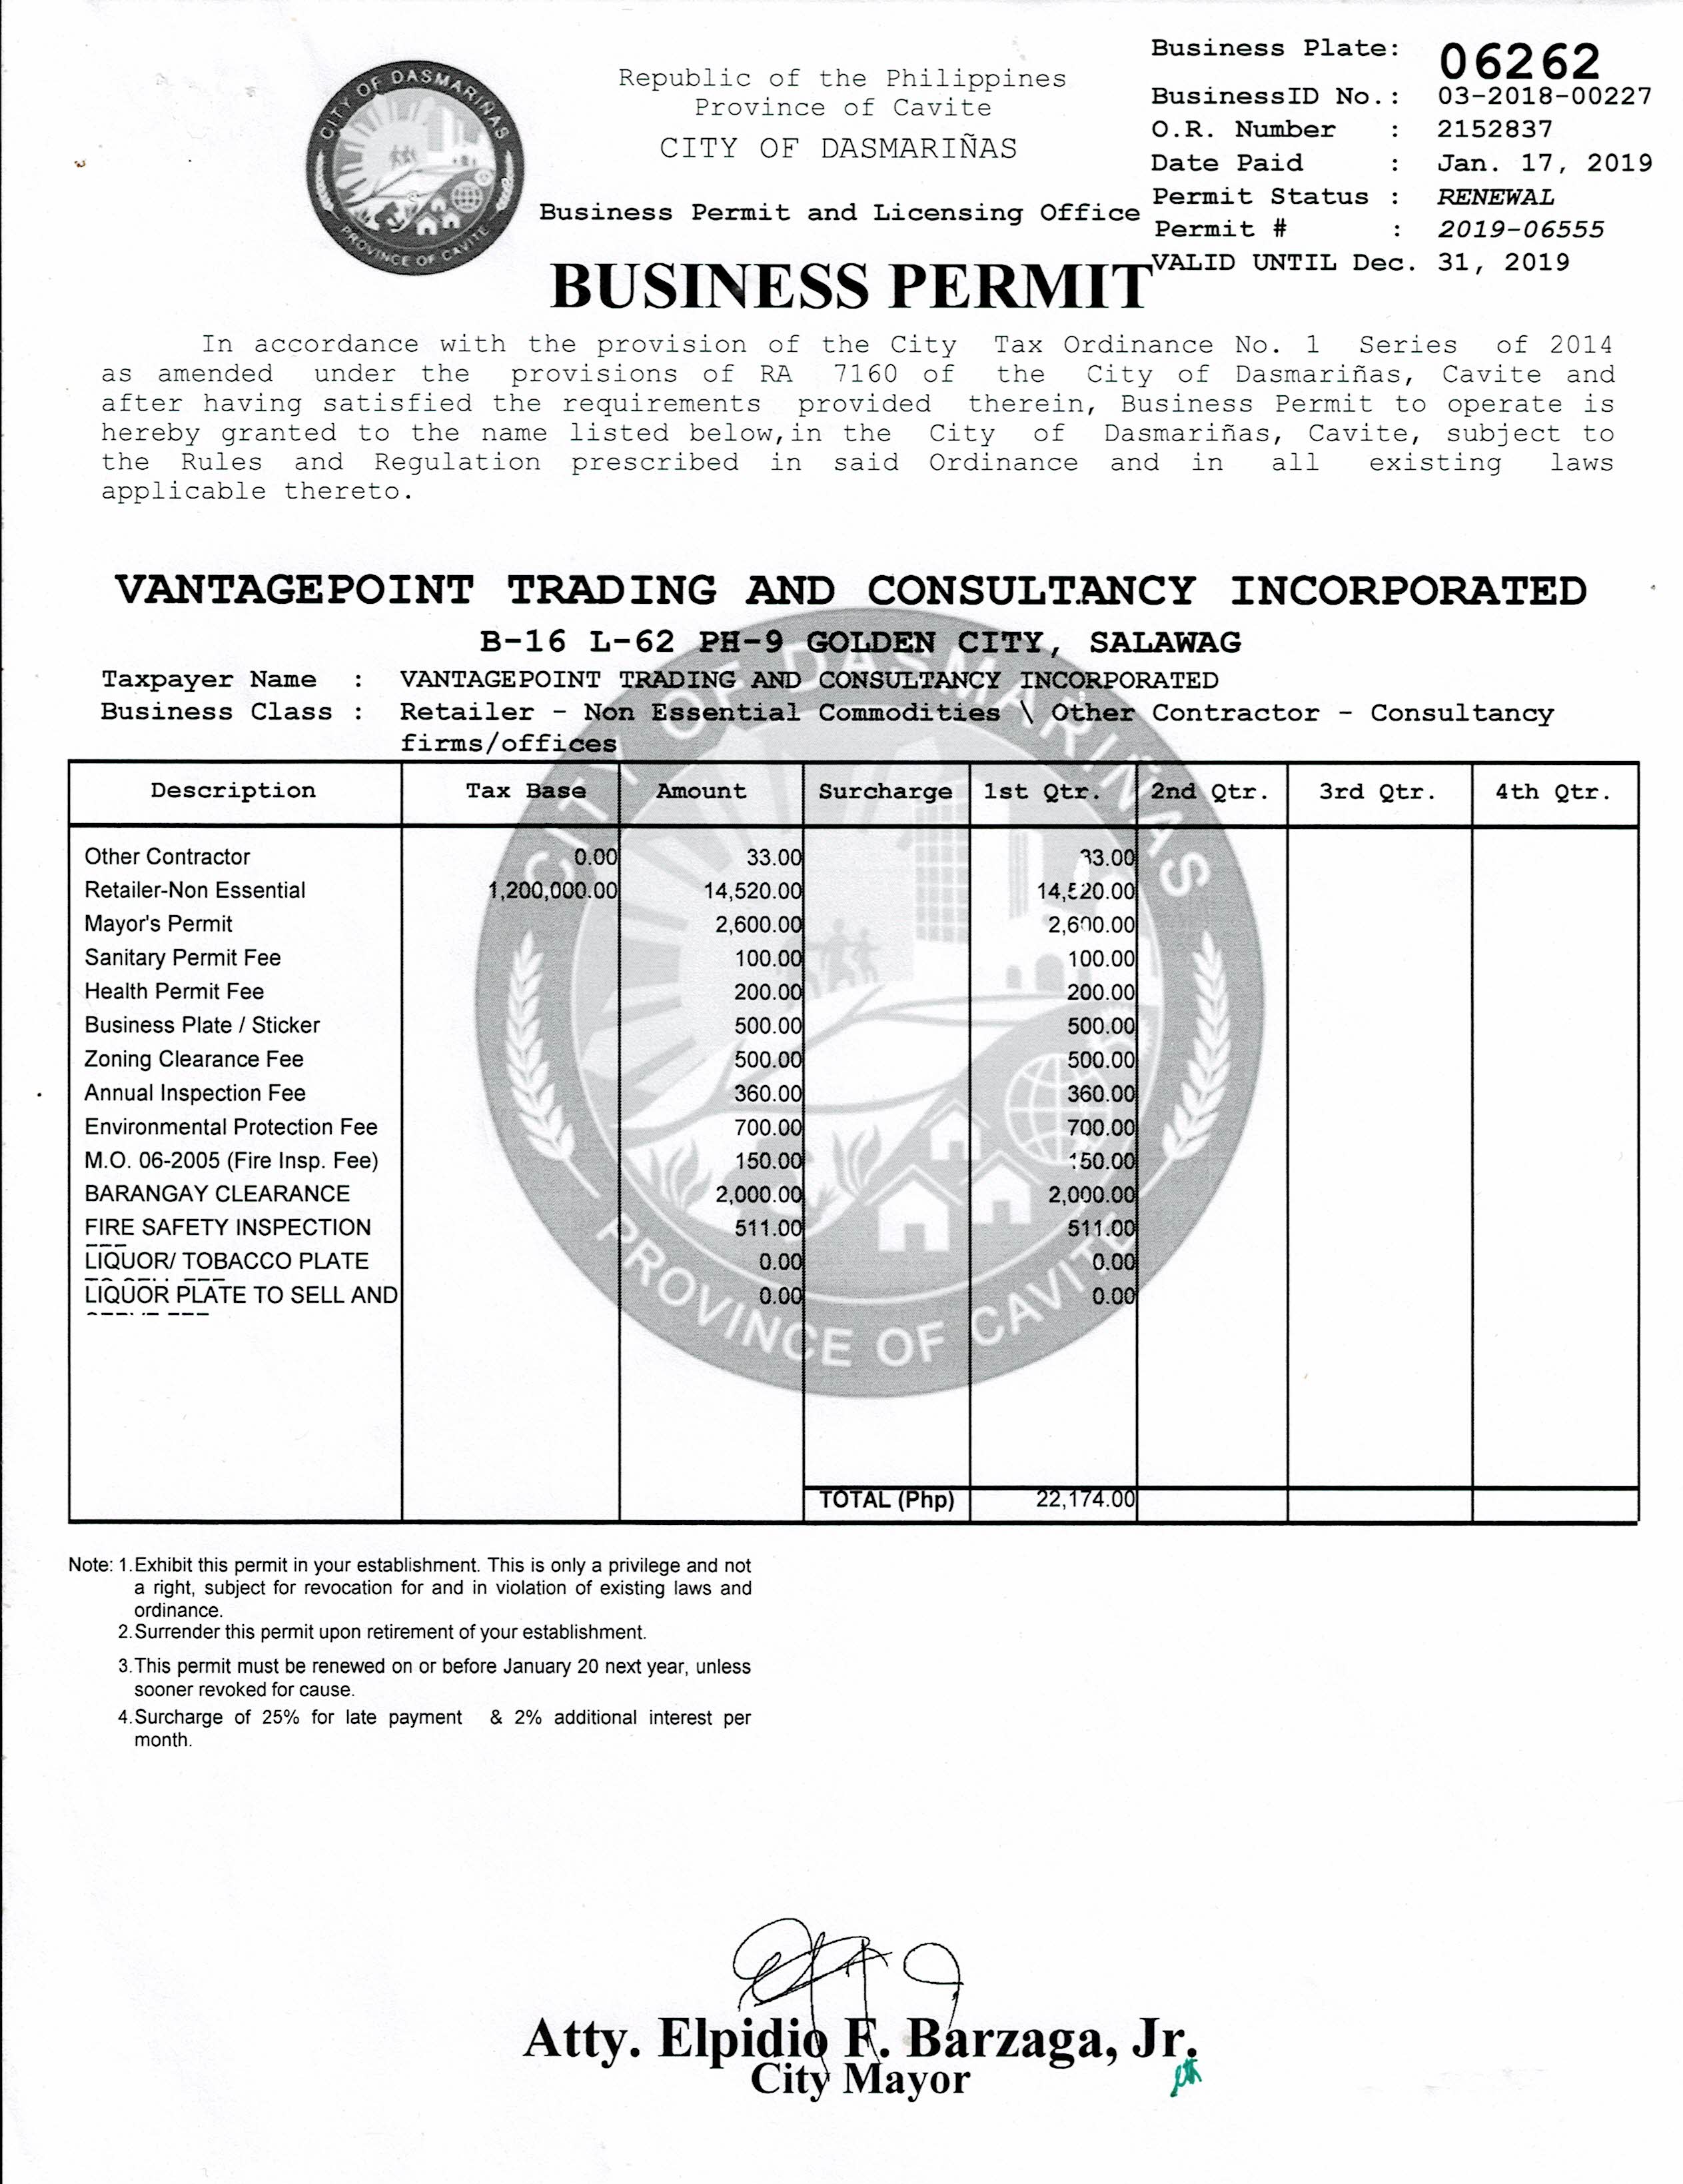 CITY OF DASMARIÑAS
PROVINCE OF CAVITE
Republic of the Philippines
Province of Cavite
CITY OF DASMARIÑAS
Business Permit and Licensing Office
Business Plate: 06262
BusinessID No.: 03-2018-00227
O.R. Number : 2152837
Date Paid : Jan. 17, 2019
Permit Status : RENEWAL
Permit # : 2019-06555
VALID UNTIL Dec. 31, 2019
BUSINESS PERMIT
In accordance with the provision of the City Tax Ordinance No. 1 Series of 2014
as amended under the provisions of RA 7160 of the City of Dasmariñas, Cavite and
after having satisfied the requirements provided therein, Business Permit to operate is
hereby granted to the name listed below,in the City of Dasmariñas, Cavite, subject to
the Rules and Regulation prescribed in said Ordinance and in all existing laws
applicable thereto.
VANTAGEPOINT TRADING AND CONSULTANCY INCORPORATED
B-16 L-62 PH-9 GOLDEN CITY, SALAWAG
Taxpayer Name : VANTAGEPOINT TRADING AND CONSULTANCY INCORPORATED
Business Class : Retailer - Non Essential Commodities \ Other Contractor - Consultancy
firms/offices
Description Tax Base Amount Surcharge 1st Qtr. 2nd Qtr. 3rd Qtr. 4th Qtr.
Other Contractor 0.00 33.00 33.00
Retailer-Non Essential 1,200,000.00 14,520.00 14,520.00
Mayor's Permit 2,600.00 2,600.00
Sanitary Permit Fee 100.00 100.00
Health Permit Fee 200.00 200.00
Business Plate / Sticker 500.00 500.00
Zoning Clearance Fee 500.00 500.00
Annual Inspection Fee 360.00 360.00
Environmental Protection Fee 700.00 700.00
M.O. 06-2005 (Fire Insp. Fee) 150.00 150.00
BARANGAY CLEARANCE 2,000.00 2,000.00
FIRE SAFETY INSPECTION 511.00 511.00
LIQUOR/ TOBACCO PLATE 0.00 0.00
LIQUOR PLATE TO SELL AND 0.00 0.00
TOTAL (Php) 22,174.00
CITY OF DASMARIÑAS
PROVINCE OF CAVITE
Note: 1.Exhibit this permit in your establishment. This is only a privilege and not
a right, subject for revocation for and in violation of existing laws and
ordinance.
2.Surrender this permit upon retirement of your establishment.
3.This permit must be renewed on or before January 20 next year, unless
sooner revoked for cause.
4.Surcharge of 25% for late payment & 2% additional interest per
month.
Atty. Elpidio F. Barzaga, Jr.
City Mayor